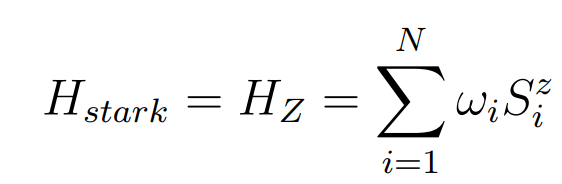 H_{stark} = H_Z = \sum_{i=1}^{N} \omega_i S_i^z